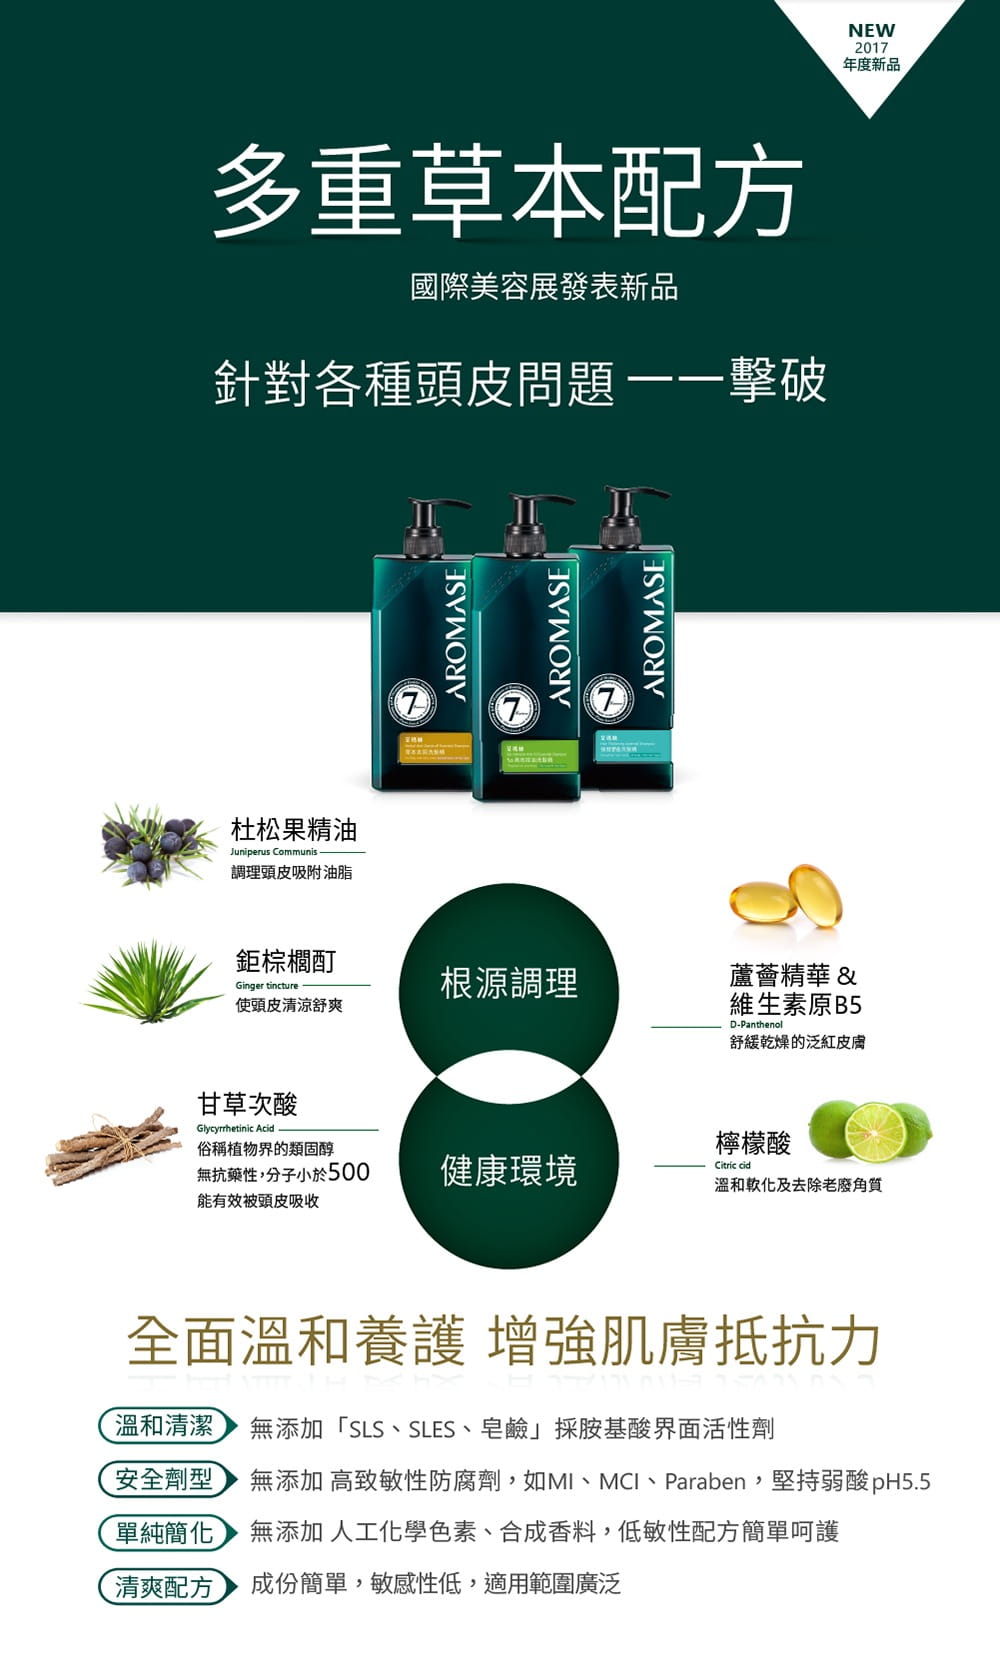 NEW
2017
年度新品
多重草本配方
國際美容展發表新品
針對各種頭皮問題 一一擊破
AROMASE
AROMASE
AROMASE
7
7
7
杜松果精油
Juniperus Communis
調理頭皮吸附油脂
鉅棕櫚酊
Ginger tincture
使頭皮清涼舒爽
甘草次酸
Glycyrrhetinic Acid
俗稱植物界的類固醇
無抗藥性，分子小於500
能有效被頭皮吸收
根源調理
健康環境
蘆薈精華 &
維生素原B5
D-Panthenol
舒緩乾燥的泛紅皮膚
檸檬酸
Citric cid
溫和軟化及去除老廢角質
全面溫和養護 增強肌膚抵抗力
溫和清潔 無添加「SLS、SLES、皂鹼」採胺基酸界面活性劑
安全劑型 無添加 高致敏性防腐劑，如MI、MCI、Paraben，堅持弱酸pH5.5
單純簡化 無添加 人工化學色素、合成香料，低敏性配方簡單呵護
清爽配方 成份簡單，敏感性低，適用範圍廣泛